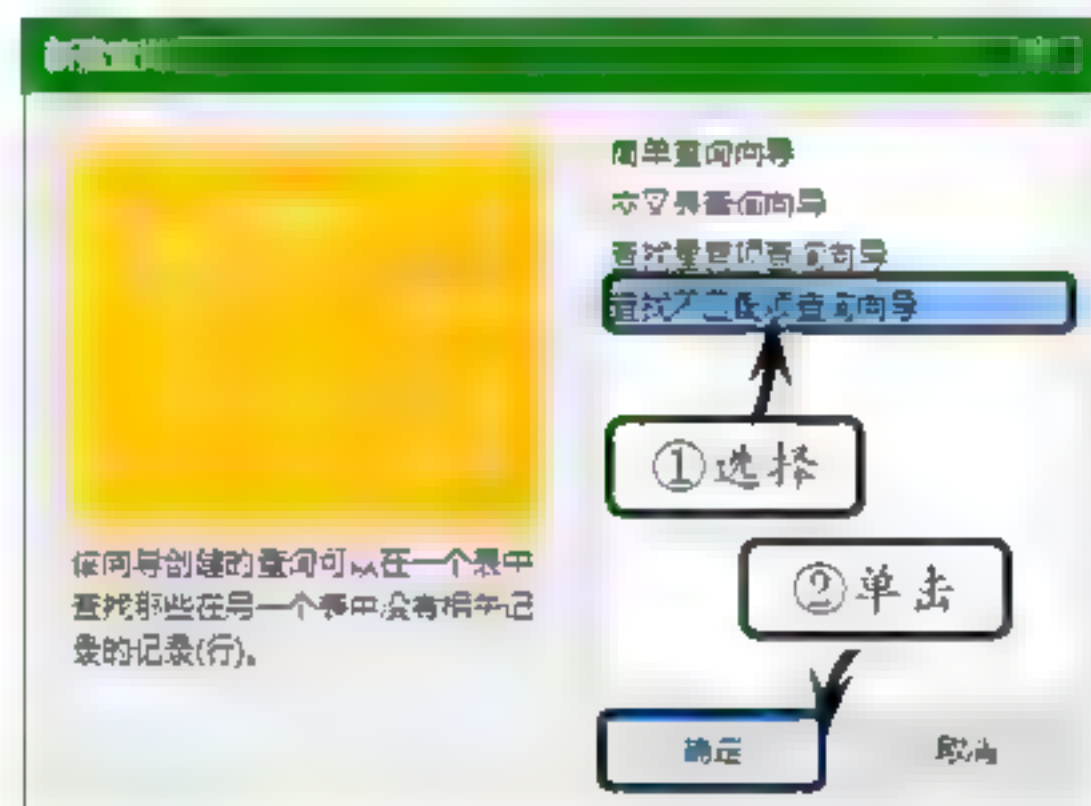 简单查询向导
交叉表查询向导
查找重复项查询向导
查找不匹配项查询向导
①选择
②单击
该向导创建的查询可以在一个表中
查找那些在另一个表中没有相关记
录的记录(行)。
确定
取消